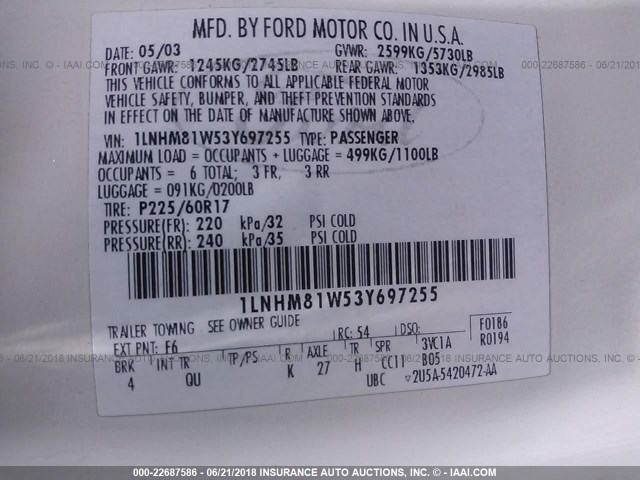 MFD. BY FORD MOTOR CO. IN U.S.A.
DATE: 05/03 GVWR: 2599KG/5730LB
FRONT GAWR: 1245KG/2745LB REAR GAWR: 1353KG/2985LB
THIS VEHICLE CONFORMS TO ALL APPLICABLE FEDERAL MOTOR
VEHICLE SAFETY, BUMPER, AND THEFT PREVENTION STANDARDS
IN EFFECT ON THE DATE OF MANUFACTURE SHOWN ABOVE.
VIN: 1LNHM81W53Y697255 TYPE: PASSENGER
MAXIMUM LOAD = OCCUPANTS + LUGGAGE = 499KG/1100LB
OCCUPANTS = 6 TOTAL; 3 FR, 3 RR
LUGGAGE = 091KG/0200LB
TIRE: P225/60R17
PRESSURE(FR): 220 kPa/32 PSI COLD
PRESSURE(RR): 240 kPa/35 PSI COLD
1LNHM81W53Y697255
TRAILER TOWING - SEE OWNER GUIDE
EXT PNT: F6 RC: 54 DSO: F0186
BRK INT TR TP/PS R AXLE TR SPR 3VC1A R0194
4 QU K 27 H CC11 B05
UBC ▽2U5A-5420472-AA
000-22687586 - 06/21/2018 INSURANCE AUTO AUCTIONS, INC. © - IAAI.COM